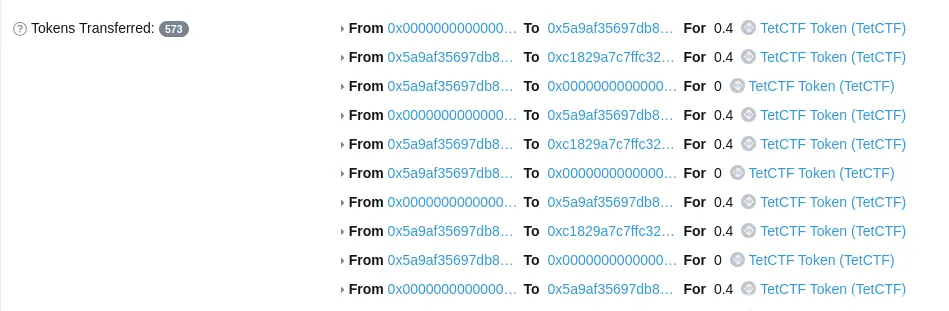 ? Tokens Transferred: 573
From 0x0000000000000... To 0x5a9af35697db8... For 0.4 TetCTF Token (TetCTF)
From 0x5a9af35697db8... To 0xc1829a7c7ffc32... For 0.4 TetCTF Token (TetCTF)
From 0x5a9af35697db8... To 0x0000000000000... For 0 TetCTF Token (TetCTF)
From 0x0000000000000... To 0x5a9af35697db8... For 0.4 TetCTF Token (TetCTF)
From 0x5a9af35697db8... To 0xc1829a7c7ffc32... For 0.4 TetCTF Token (TetCTF)
From 0x5a9af35697db8... To 0x0000000000000... For 0 TetCTF Token (TetCTF)
From 0x0000000000000... To 0x5a9af35697db8... For 0.4 TetCTF Token (TetCTF)
From 0x5a9af35697db8... To 0xc1829a7c7ffc32... For 0.4 TetCTF Token (TetCTF)
From 0x5a9af35697db8... To 0x0000000000000... For 0 TetCTF Token (TetCTF)
From 0x0000000000000... To 0x5a9af35697db8... For 0.4 TetCTF Token (TetCTF)